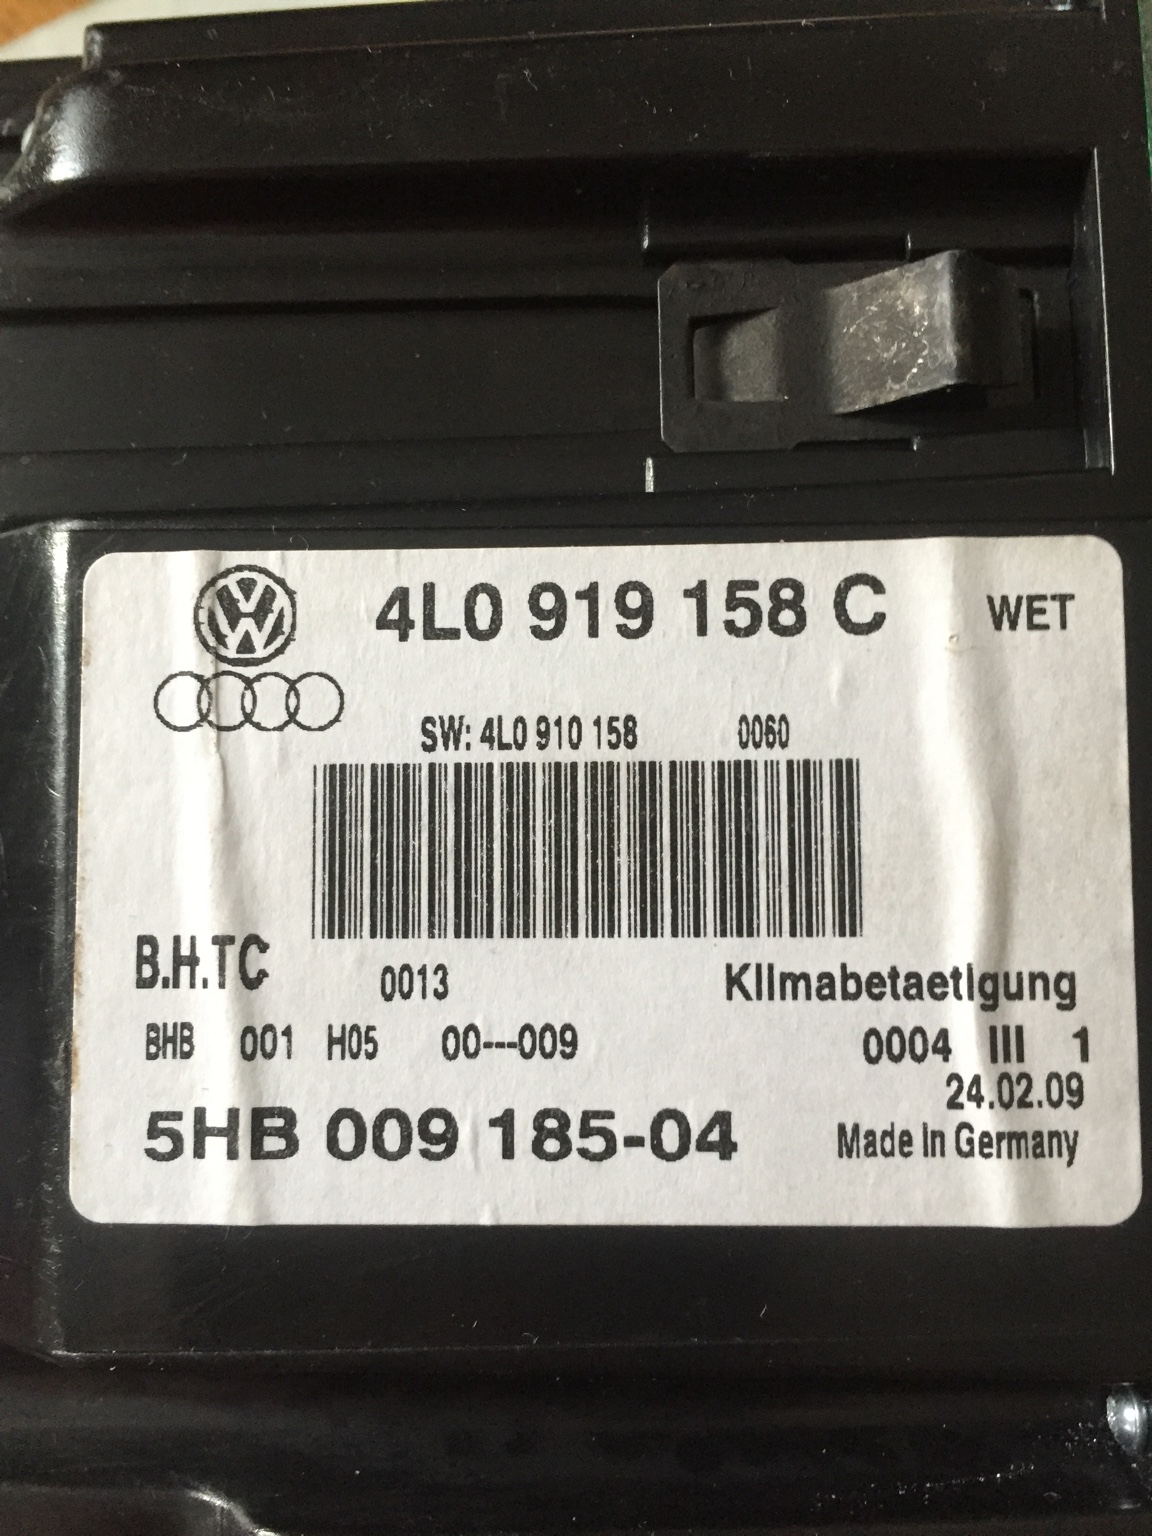 4L0 919 158 C WET
SW: 4L0 910 158 0060
B.H.TC 0013 Klimabetaetigung
BHB 001 H05 00---009 0004 III 1
24.02.09
5HB 009 185-04 Made in Germany